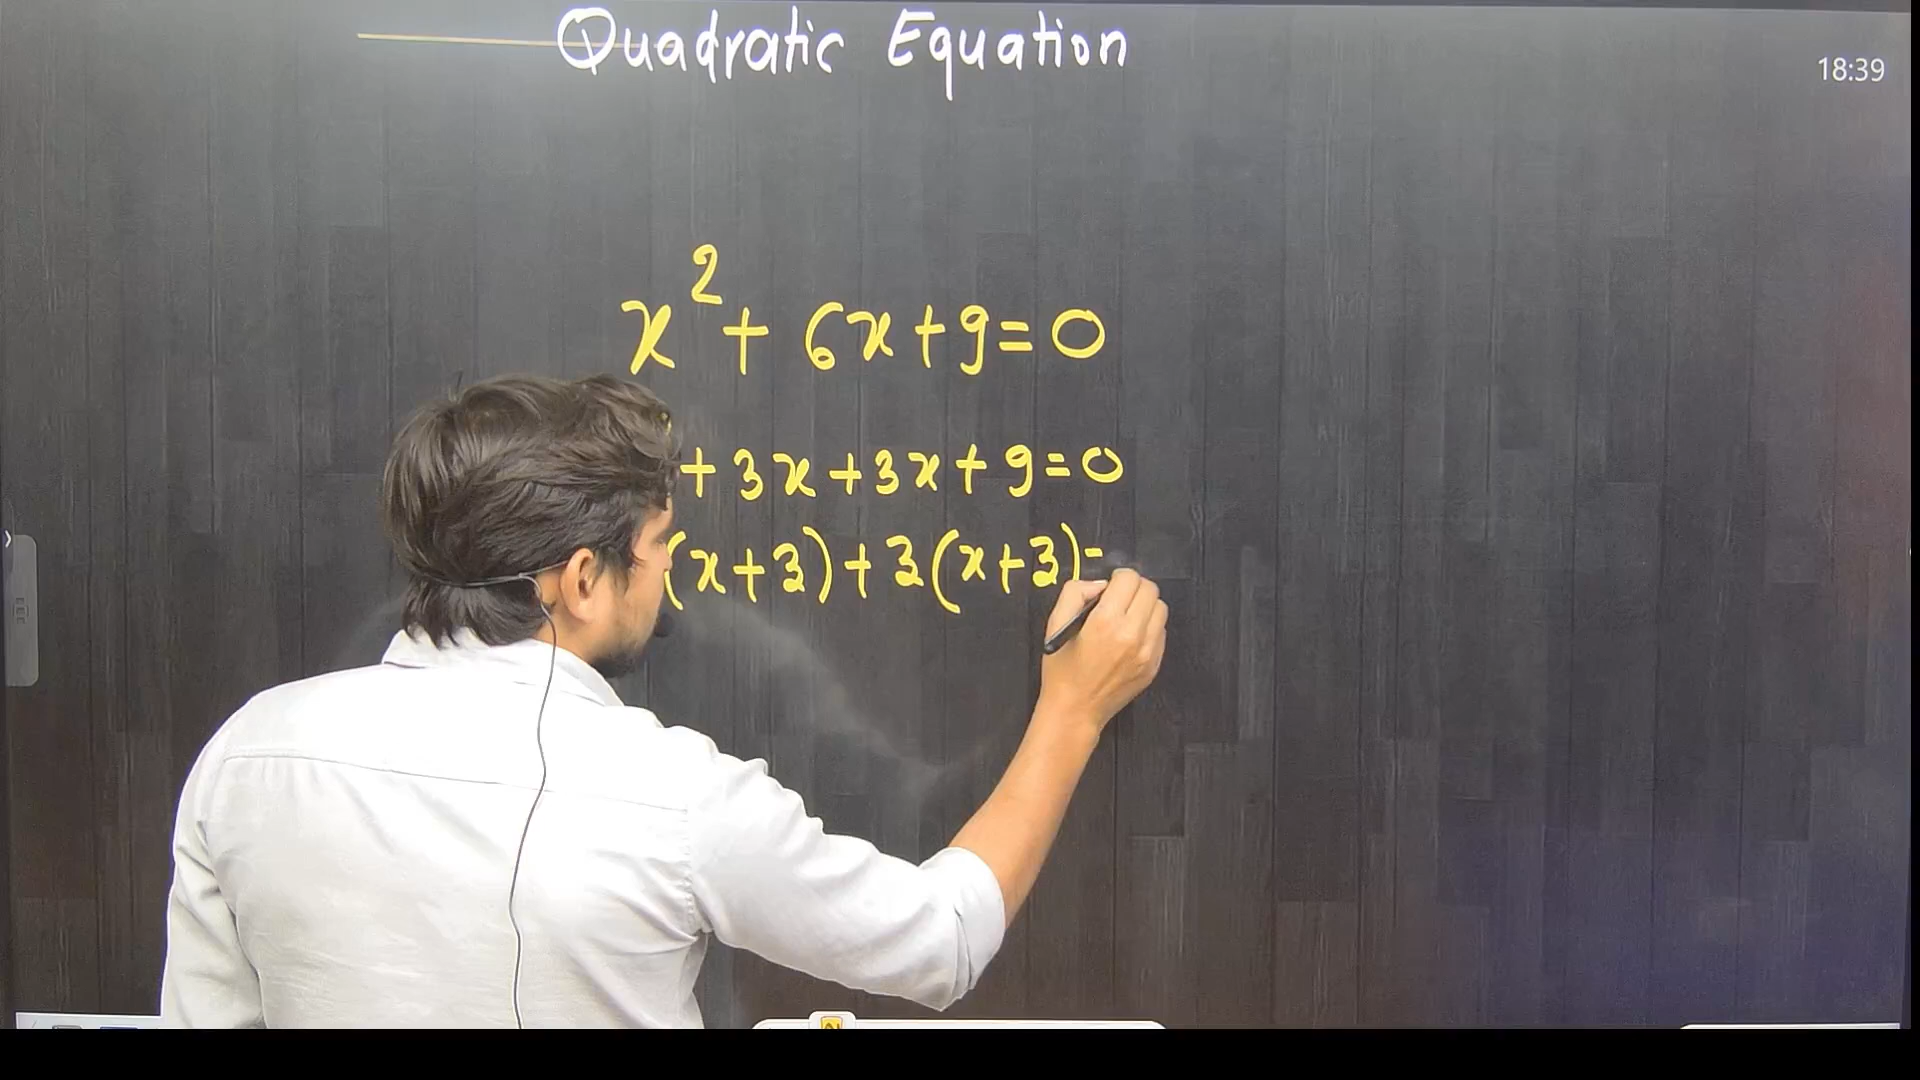 Quadratic Equation
18:39
x² + 6x + 9 = 0
+ 3x + 3x + 9 = 0
(x + 3) + 3(x + 3) =